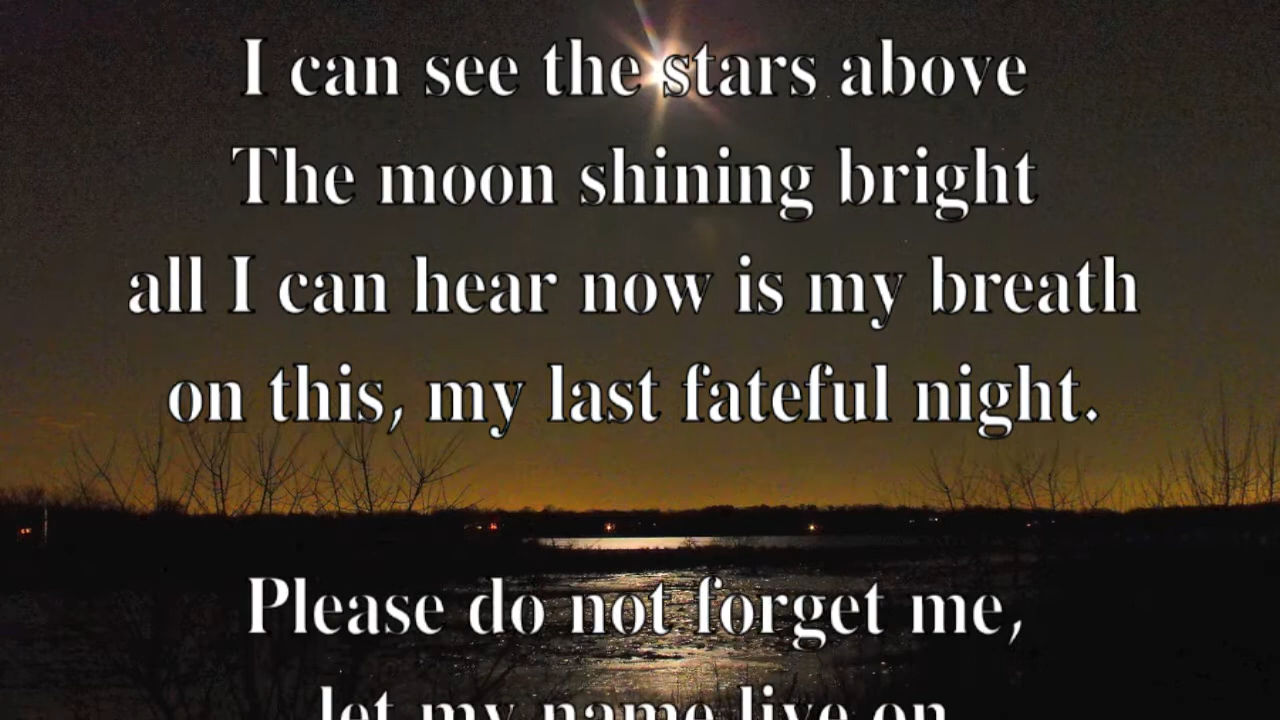 I can see the stars above
The moon shining bright
all I can hear now is my breath
on this, my last fateful night.
Please do not forget me,
let my name live on